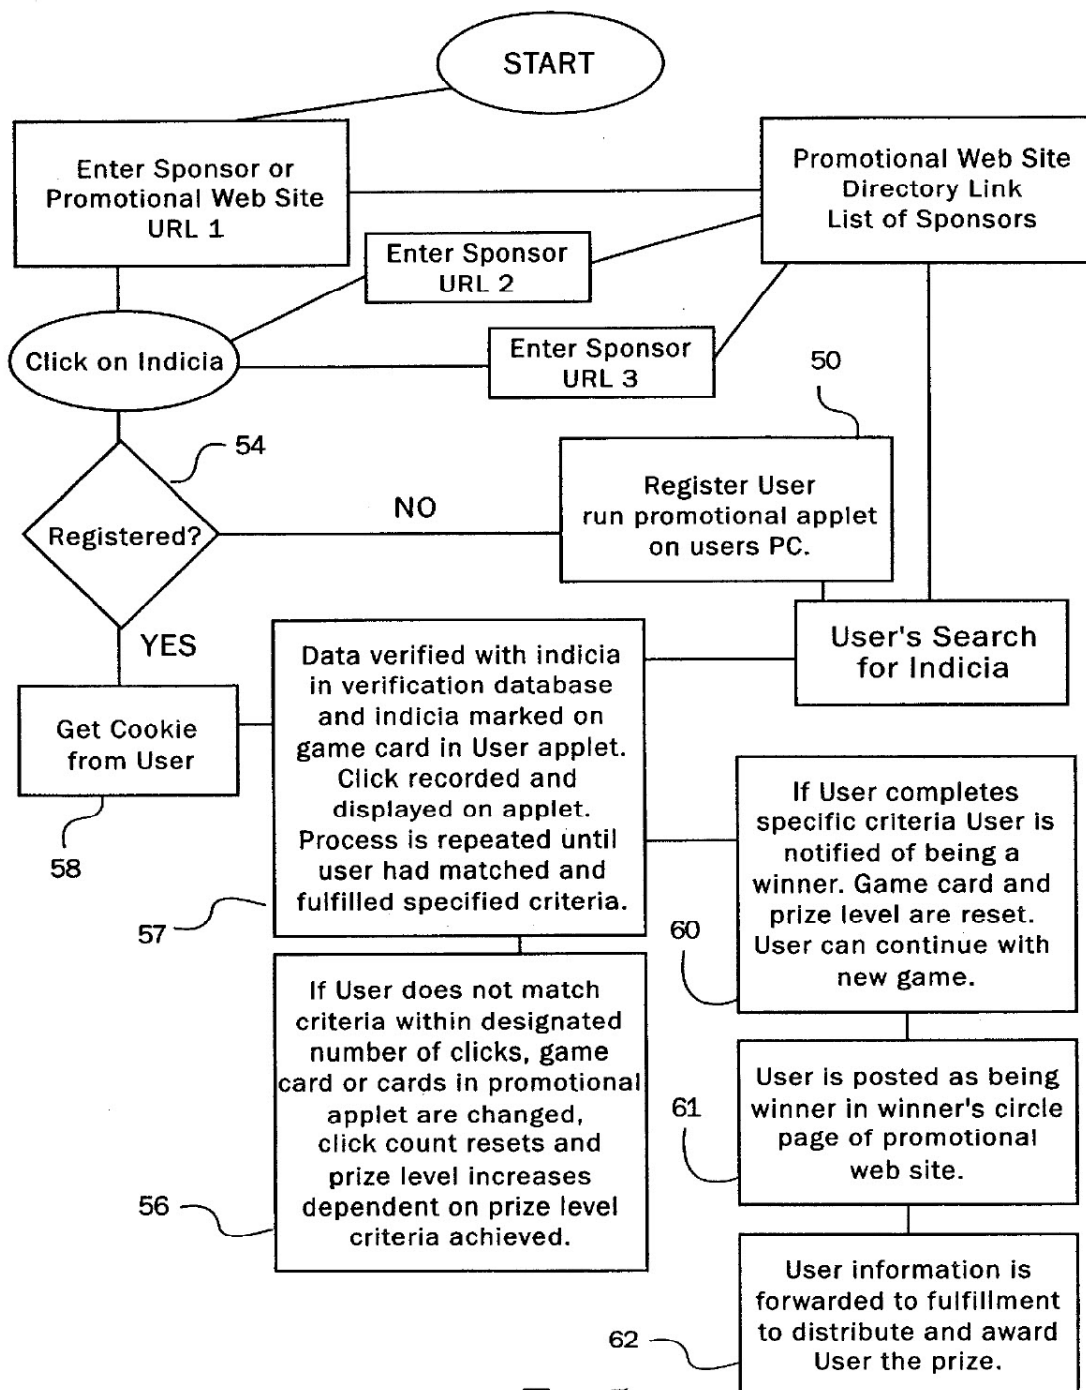 START
Enter Sponsor or
Promotional Web Site
URL 1
Promotional Web Site
Directory Link
List of Sponsors
Enter Sponsor
URL 2
Click on Indicia
Enter Sponsor
URL 3
50
54
Registered?
NO
Register User
run promotional applet
on users PC.
YES
User's Search
for Indicia
Get Cookie
from User
58
Data verified with indicia
in verification database
and indicia marked on
game card in User applet.
Click recorded and
displayed on applet.
Process is repeated until
user had matched and
fulfilled specified criteria.
57
If User completes
specific criteria User is
notified of being a
winner. Game card and
prize level are reset.
User can continue with
new game.
60
If User does not match
criteria within designated
number of clicks, game
card or cards in promotional
applet are changed,
click count resets and
prize level increases
dependent on prize level
criteria achieved.
56
User is posted as being
winner in winner's circle
page of promotional
web site.
61
User information is
forwarded to fulfillment
to distribute and award
User the prize.
62